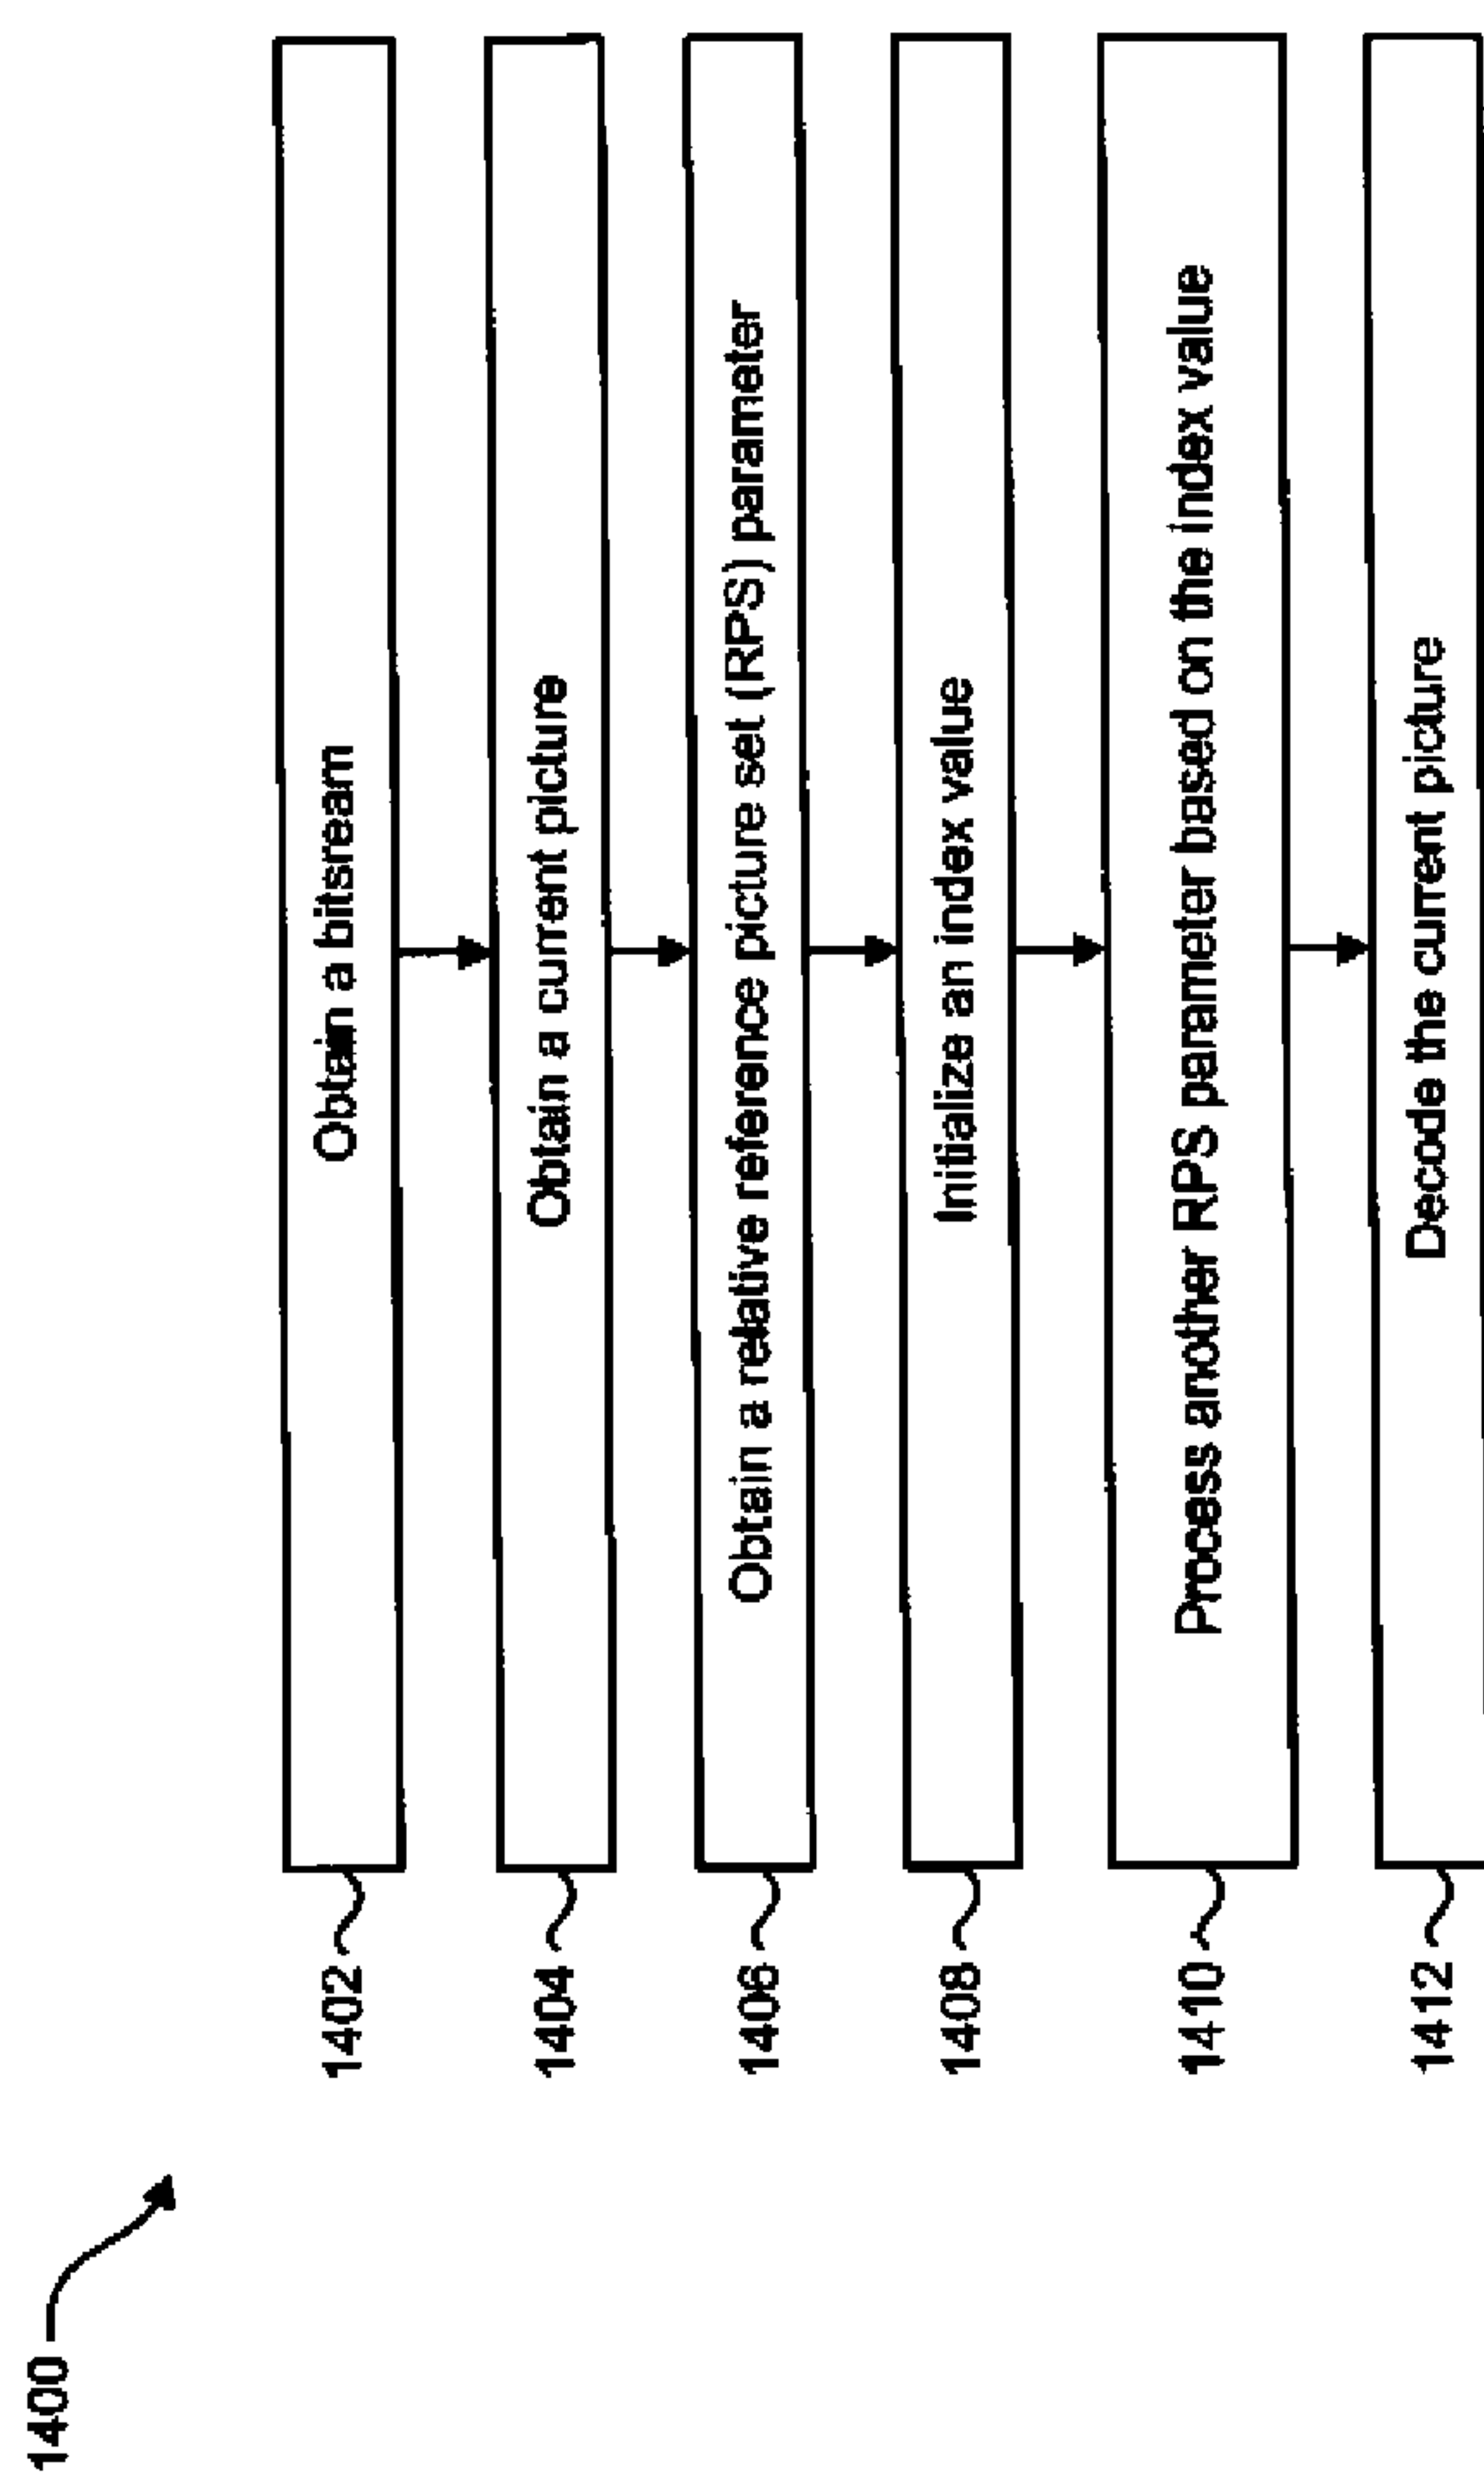 1400
1402
Obtain a bitsream
1404
Obtain a current picture
1406
Obtain a relative reference picture set (RPS) parameter
1408
Initialize an index value
1410
Process another RPS parameter based on the index value
1412
Decode the current picture